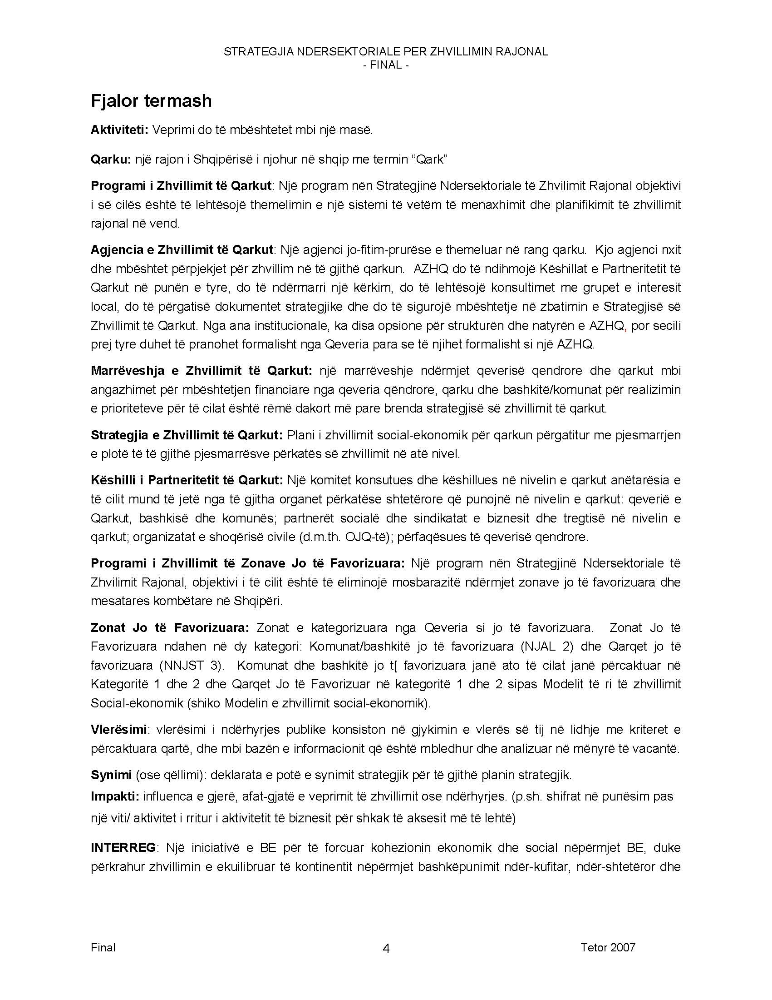 STRATEGJIA NDERSEKTORIALE PER ZHVILLIMIN RAJONAL
- FINAL -
Fjalor termash
Aktiviteti: Veprimi do të mbështetet mbi një masë.
Qarku: një rajon i Shqipërisë i njohur në shqip me termin “Qark”
Programi i Zhvillimit të Qarkut: Një program nën Strategjinë Ndersektoriale të Zhvilimit Rajonal objektivi
i së cilës është të lehtësojë themelimin e një sistemi të vetëm të menaxhimit dhe planifikimit të zhvillimit
rajonal në vend.
Agjencia e Zhvillimit të Qarkut: Një agjenci jo-fitim-prurëse e themeluar në rang qarku.  Kjo agjenci nxit
dhe mbështet përpjekjet për zhvillim në të gjithë qarkun.  AZHQ do të ndihmojë Këshillat e Partneritetit të
Qarkut në punën e tyre, do të ndërmarri një kërkim, do të lehtësojë konsultimet me grupet e interesit
local, do të përgatisë dokumentet strategjike dhe do të sigurojë mbështetje në zbatimin e Strategjisë së
Zhvillimit të Qarkut. Nga ana institucionale, ka disa opsione për strukturën dhe natyrën e AZHQ, por secili
prej tyre duhet të pranohet formalisht nga Qeveria para se të njihet formalisht si një AZHQ.
Marrëveshja e Zhvillimit të Qarkut: një marrëveshje ndërmjet qeverisë qendrore dhe qarkut mbi
angazhimet për mbështetjen financiare nga qeveria qëndrore, qarku dhe bashkitë/komunat për realizimin
e prioriteteve për të cilat është rëmë dakort më pare brenda strategjisë së zhvillimit të qarkut.
Strategjia e Zhvillimit të Qarkut: Plani i zhvillimit social-ekonomik për qarkun përgatitur me pjesmarrjen
e plotë të të gjithë pjesmarrësve përkatës së zhvillimit në atë nivel.
Këshilli i Partneritetit të Qarkut: Një komitet konsutues dhe këshillues në nivelin e qarkut anëtarësia e
të cilit mund të jetë nga të gjitha organet përkatëse shtetërore që punojnë në nivelin e qarkut: qeverië e
Qarkut, bashkisë dhe komunës; partnerët socialë dhe sindikatat e biznesit dhe tregtisë në nivelin e
qarkut; organizatat e shoqërisë civile (d.m.th. OJQ-të); përfaqësues të qeverisë qendrore.
Programi i Zhvillimit të Zonave Jo të Favorizuara: Një program nën Strategjinë Ndersektoriale të
Zhvilimit Rajonal, objektivi i të cilit është të eliminojë mosbarazitë ndërmjet zonave jo të favorizuara dhe
mesatares kombëtare në Shqipëri.
Zonat Jo të Favorizuara: Zonat e kategorizuara nga Qeveria si jo të favorizuara.  Zonat Jo të
Favorizuara ndahen në dy kategori: Komunat/bashkitë jo të favorizuara (NJAL 2) dhe Qarqet jo të
favorizuara (NNJST 3).  Komunat dhe bashkitë jo t[ favorizuara janë ato të cilat janë përcaktuar në
Kategoritë 1 dhe 2 dhe Qarqet Jo të Favorizuar në kategoritë 1 dhe 2 sipas Modelit të ri të zhvillimit
Social-ekonomik (shiko Modelin e zhvillimit social-ekonomik).
Vlerësimi: vlerësimi i ndërhyrjes publike konsiston në gjykimin e vlerës së tij në lidhje me kriteret e
përcaktuara qartë, dhe mbi bazën e informacionit që është mbledhur dhe analizuar në mënyrë të vacantë.
Synimi (ose qëllimi): deklarata e potë e synimit strategjik për të gjithë planin strategjik.
Impakti: influenca e gjerë, afat-gjatë e veprimit të zhvillimit ose ndërhyrjes. (p.sh. shifrat në punësim pas
një viti/ aktivitet i rritur i aktivitetit të biznesit për shkak të aksesit më të lehtë)
INTERREG: Një iniciativë e BE për të forcuar kohezionin ekonomik dhe social nëpërmjet BE, duke
përkrahur zhvillimin e ekuilibruar të kontinentit nëpërmjet bashkëpunimit ndër-kufitar, ndër-shtetëror dhe
Final 4 Tetor 2007